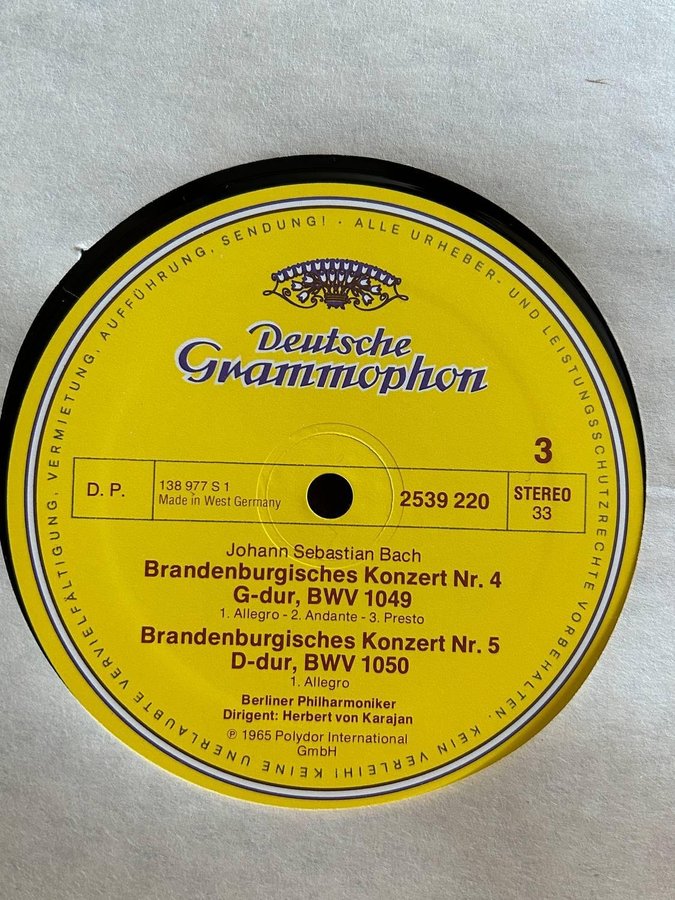 ALLE URHEBER- UND LEISTUNGSSCHUTZRECHTE VORBEHALTEN. KEIN VERLEIH! KEINE UNERLAUBTE VERVIELFÄLTIGUNG, VERMIETUNG, AUFFÜHRUNG, SENDUNG! ·
Deutsche
Grammophon
3
D. P.
138 977 S 1
Made in West Germany
2539 220
STEREO
33
Johann Sebastian Bach
Brandenburgisches Konzert Nr. 4
G-dur, BWV 1049
1. Allegro - 2. Andante - 3. Presto
Brandenburgisches Konzert Nr. 5
D-dur, BWV 1050
1. Allegro
Berliner Philharmoniker
Dirigent: Herbert von Karajan
℗ 1965 Polydor International
GmbH